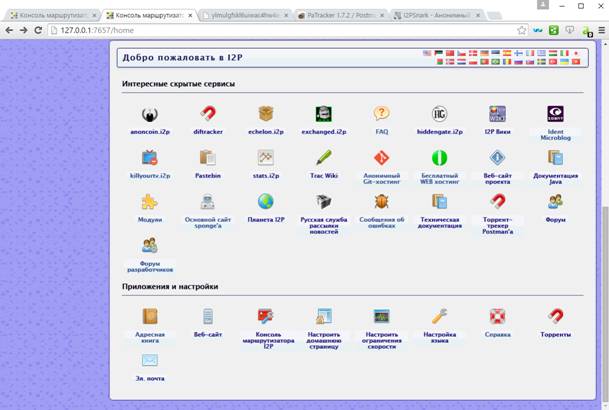 Консоль маршрутизат
Консоль маршрутизат
PaTracker 1.7.2 / Postma
I2PSnark - Анонимный
127.0.0.1:7657/home
Добро пожаловать в I2P
Интересные скрытые сервисы
anoncoin.i2p diftracker echelon.i2p exchanged.i2p FAQ hiddengate.i2p I2P Вики Ident
Microblog
killyourtv.i2p Pastebin stats.i2p Trac Wiki Анонимный Бесплатный Веб-сайт Документация
Git-хостинг WEB хостинг проекта Java
Модули Основной сайт Планета I2P Русская служба Сообщения об Техническая Торрент- Форум
sponge'а рассылки ошибках документация трекер
новостей Postman'а
Форум
разработчиков
Приложения и настройки
Адресная Веб-сайт Консоль Настроить Настроить Настройка Справка Торренты
книга маршрутизатора домашнюю ограничения языка
I2P страницу скорости
Эл. почта